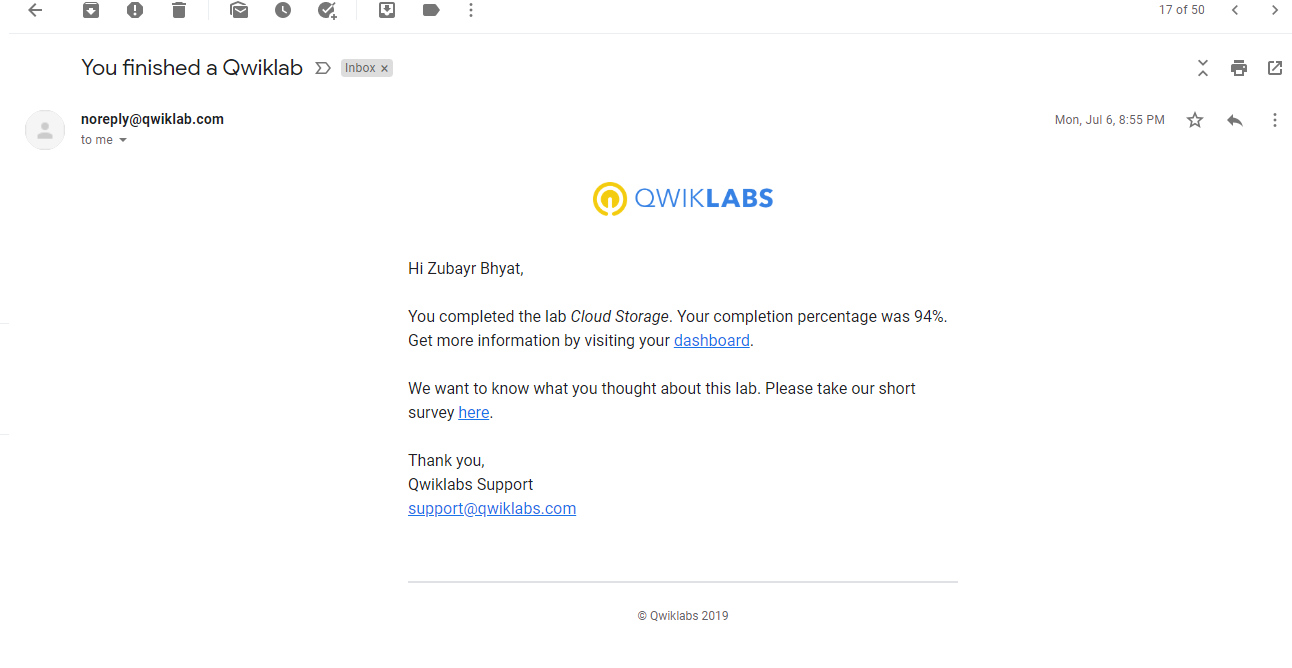 17 of 50
You finished a Qwiklab Inbox x
noreply@qwiklab.com
Mon, Jul 6, 8:55 PM
to me
QWIKLABS
Hi Zubayr Bhyat,
You completed the lab Cloud Storage. Your completion percentage was 94%.
Get more information by visiting your dashboard.
We want to know what you thought about this lab. Please take our short
survey here.
Thank you,
Qwiklabs Support
support@qwiklabs.com
© Qwiklabs 2019